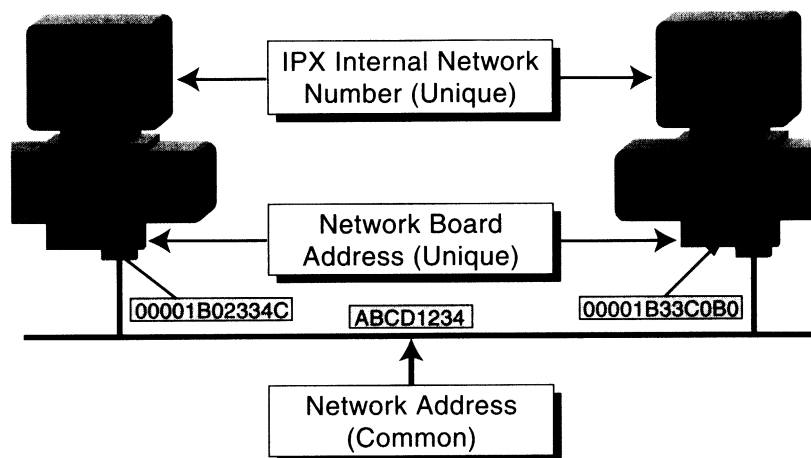 IPX Internal Network
Number (Unique)
Network Board
Address (Unique)
00001B02334C
ABCD1234
00001B33C0B0
Network Address
(Common)